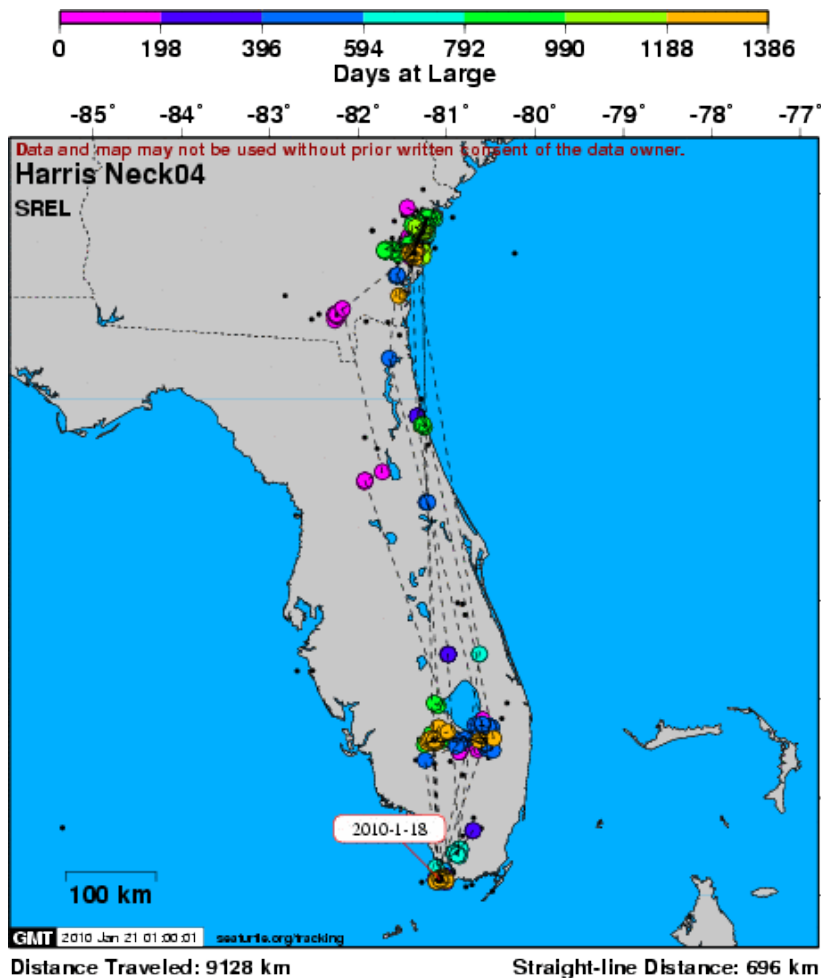 0 198 396 594 792 990 1188 1386
Days at Large
-85° -84° -83° -82° -81° -80° -79° -78° -77°
Data and map may not be used without prior written consent of the data owner.
Harris Neck04
SREL
2010-1-18
100 km
GMT 2010 Jan 21 01:00:01 seaturtle.org/tracking
Distance Traveled: 9128 km Straight-line Distance: 696 km